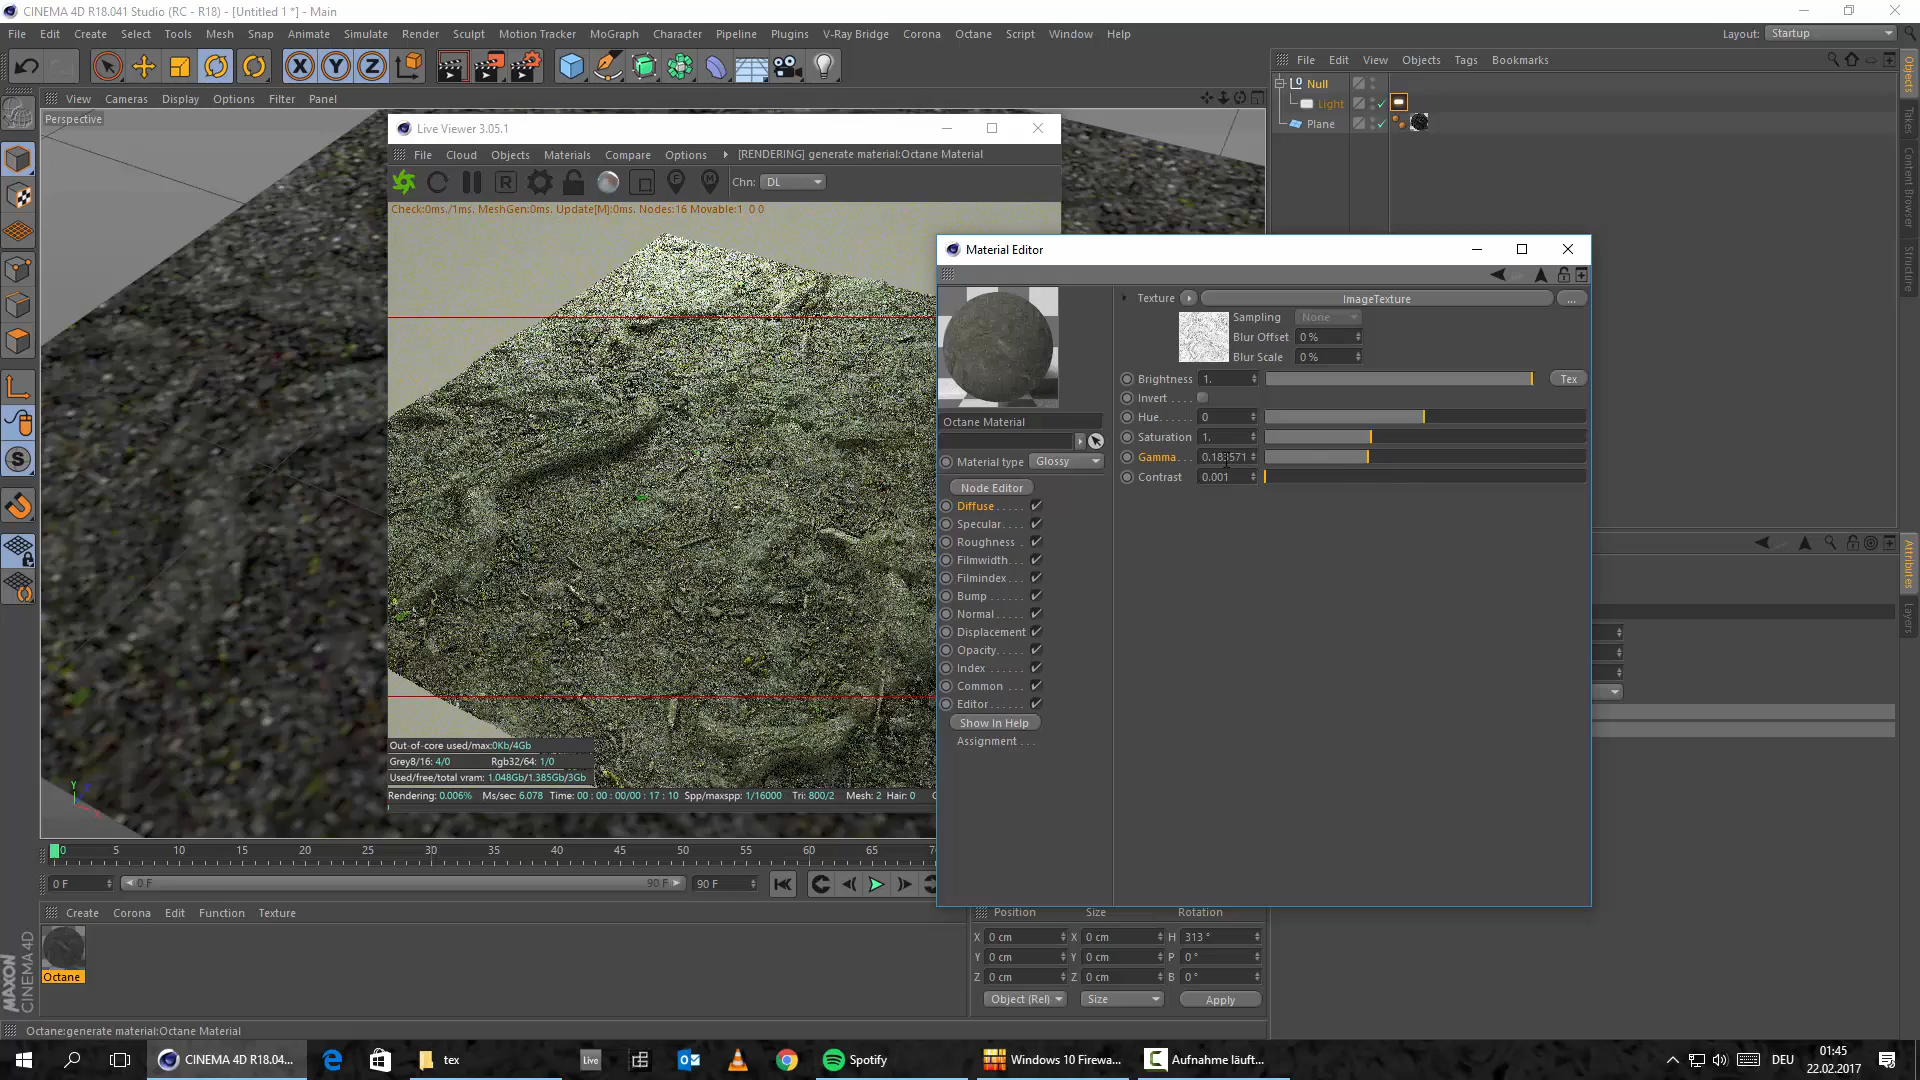 CINEMA 4D R18.041 Studio (RC - R18) - [Untitled 1 *] - Main
File Edit Create Select Tools Mesh Snap Animate Simulate Render Sculpt Motion Tracker MoGraph Character Pipeline Plugins V-Ray Bridge Corona Octane Script Window Help
Layout: Startup
File Edit View Objects Tags Bookmarks
Null
Light
Plane
Objects
Takes
Content Browser
Structure
Attributes
Layers
View Cameras Display Options Filter Panel
Perspective
Live Viewer 3.05.1
File Cloud Objects Materials Compare Options [RENDERING] generate material:Octane Material
Chn: DL
Check:0ms./1ms. MeshGen:0ms. Update[M]:0ms. Nodes:16 Movable:1 0 0
Out-of-core used/max:0Kb/4Gb
Grey8/16: 4/0 Rgb32/64: 1/0
Used/free/total vram: 1.048Gb/1.385Gb/3Gb
Rendering: 0.006% Ms/sec: 6.078 Time: 00 : 00 : 00/00 : 17 : 10 Spp/maxspp: 1/16000 Tri: 800/2 Mesh: 2 Hair: 0
Material Editor
Octane Material
Material type Glossy
Node Editor
Diffuse
Specular
Roughness
Filmwidth
Filmindex
Bump
Normal
Displacement
Opacity
Index
Common
Editor
Show In Help
Assignment
Texture ImageTexture ...
Sampling None
Blur Offset 0 %
Blur Scale 0 %
Brightness 1. Tex
Invert
Hue 0
Saturation 1.
Gamma
Contrast 0.001
0 5 10 15 20 25 30 35 40 45 50 55 60 65
0 F 0 F 90 F 90 F
Create Corona Edit Function Texture
Octane
MAXON
CINEMA 4D
Position Size Rotation
X 0 cm X 0 cm H 313 °
Y 0 cm Y 0 cm P 0 °
Z 0 cm Z 0 cm B 0 °
Object (Rel) Size Apply
Octane:generate material:Octane Material
CINEMA 4D R18.04... tex Live Spotify Windows 10 Firewa... Aufnahme läuft... DEU 01:45
22.02.2017